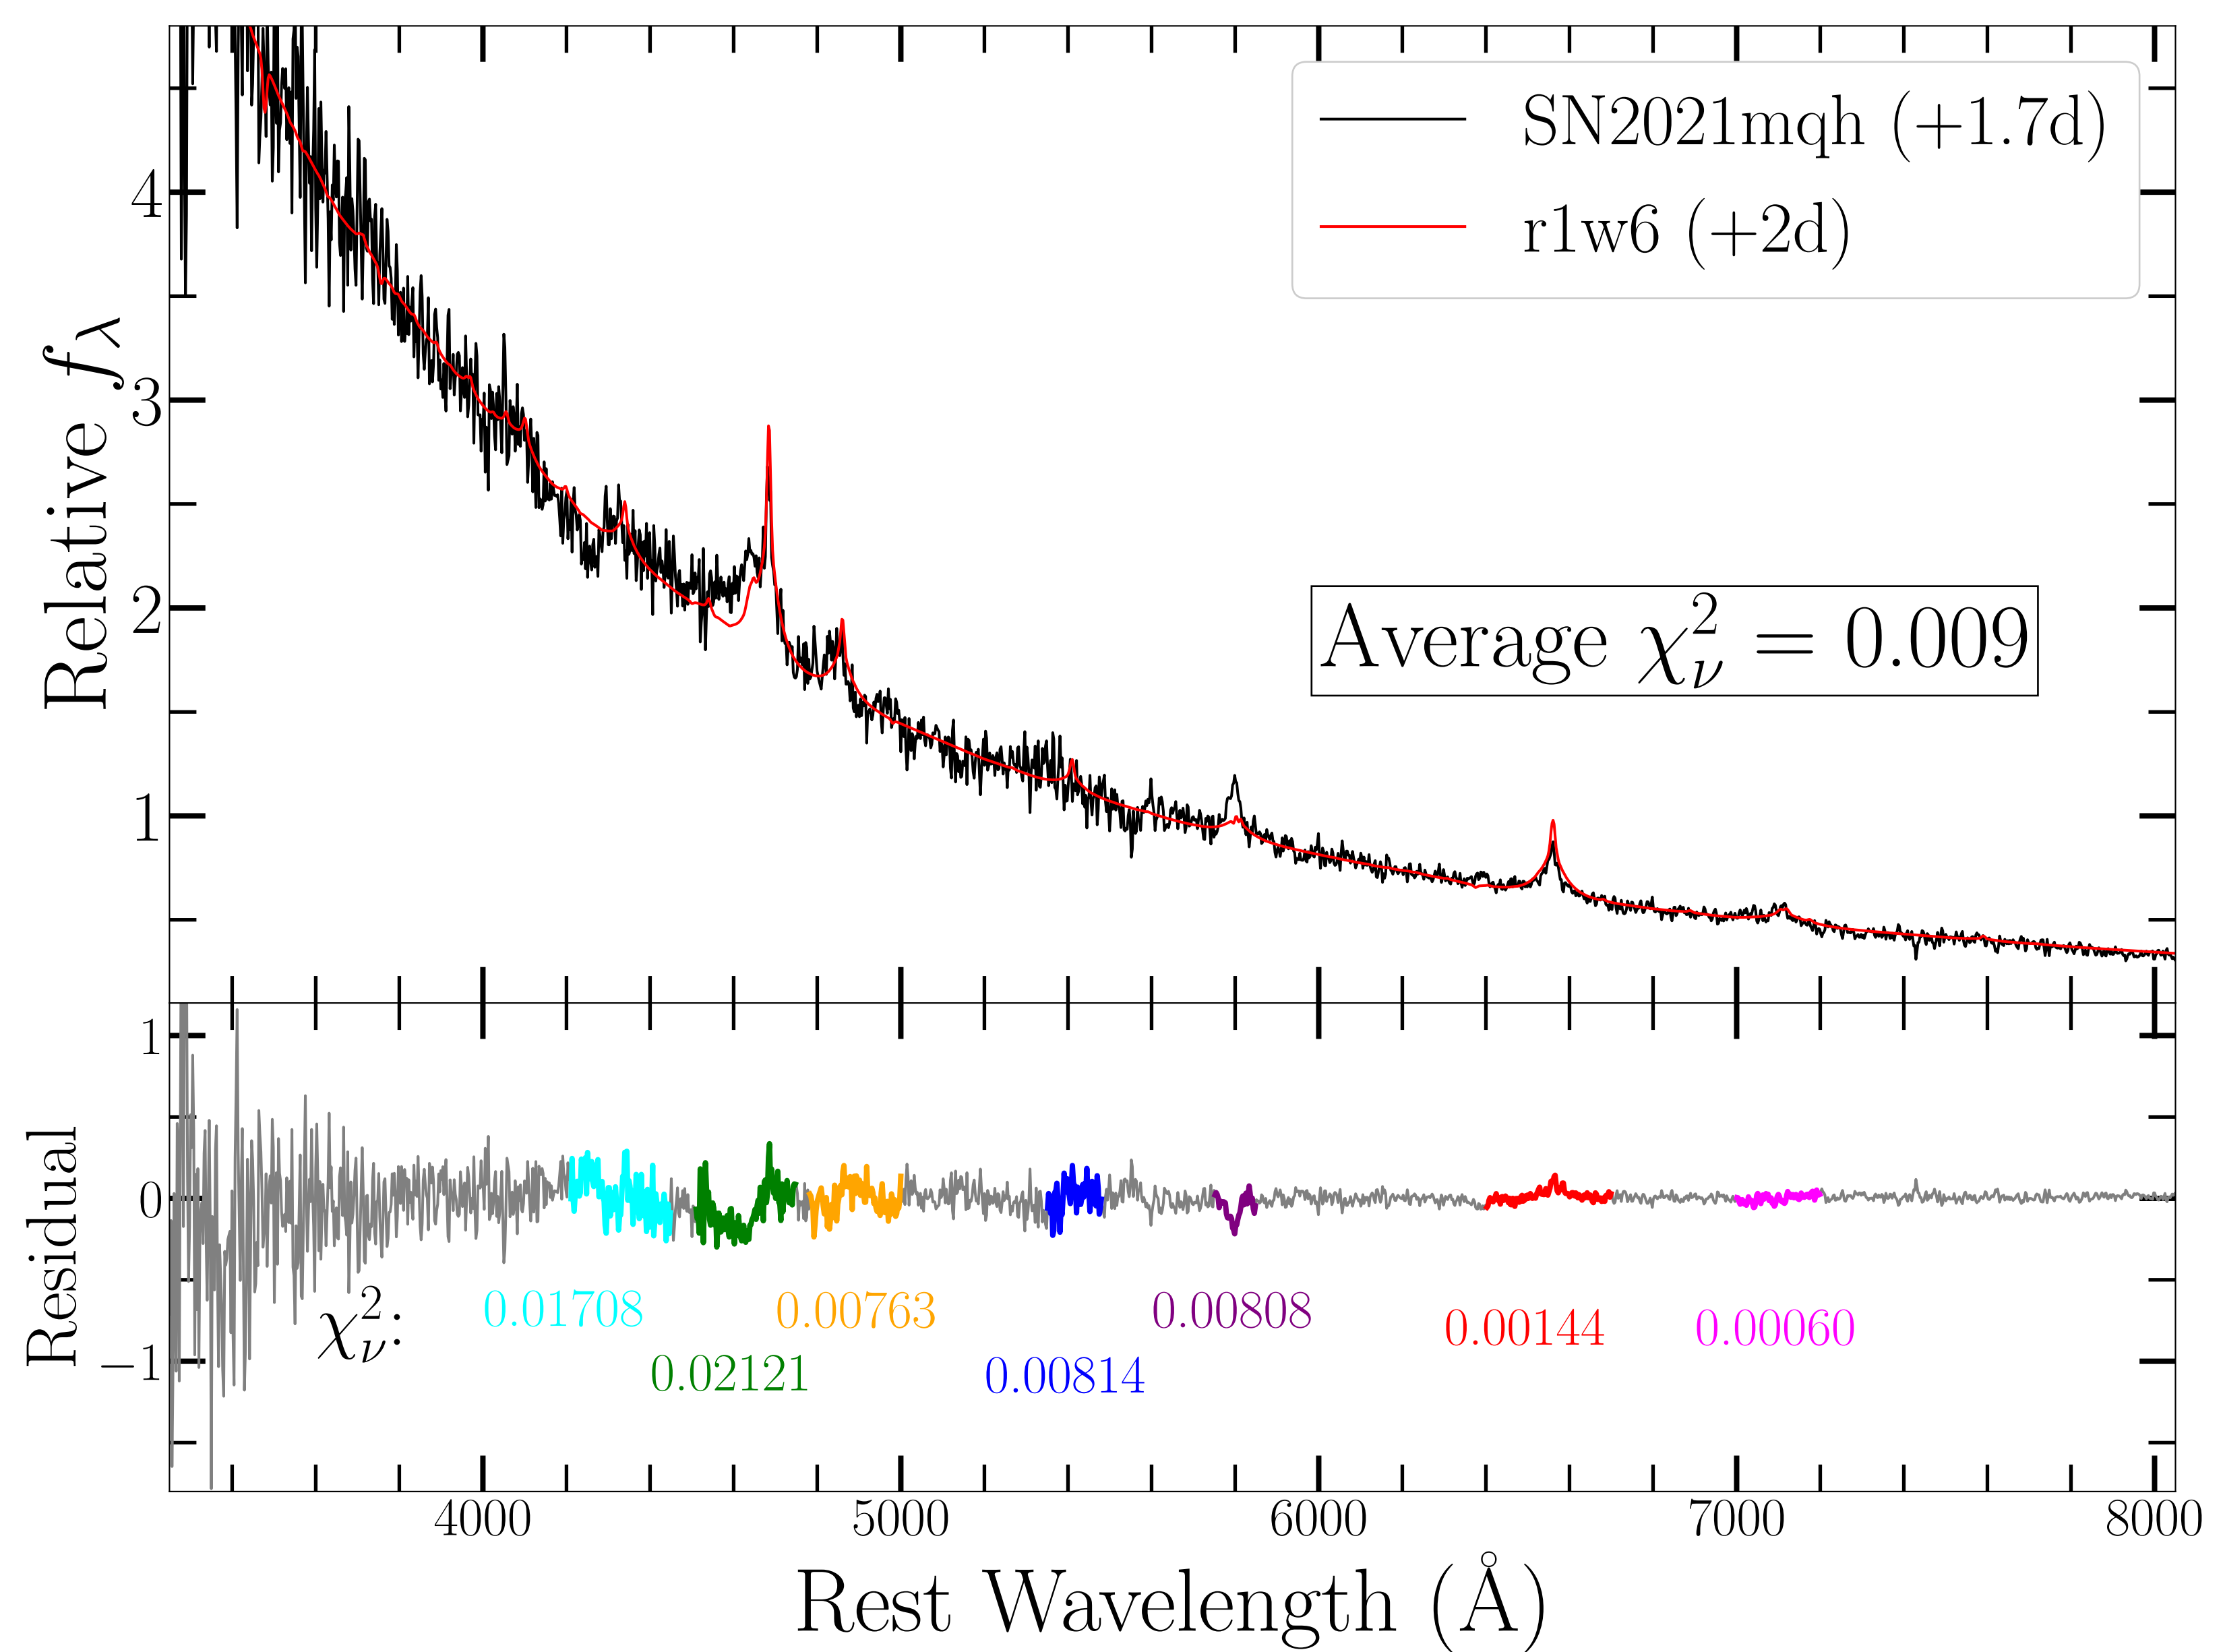 SN2021mqh (+1.7d)
r1w6 (+2d)
4
3
2
1
Relative fλ
Average χ²ᵥ = 0.009
1
0
−1
Residual
χ²ᵥ:
0.01708
0.00763
0.00808
0.00144
0.00060
0.02121
0.00814
4000 5000 6000 7000 8000
Rest Wavelength (Å)